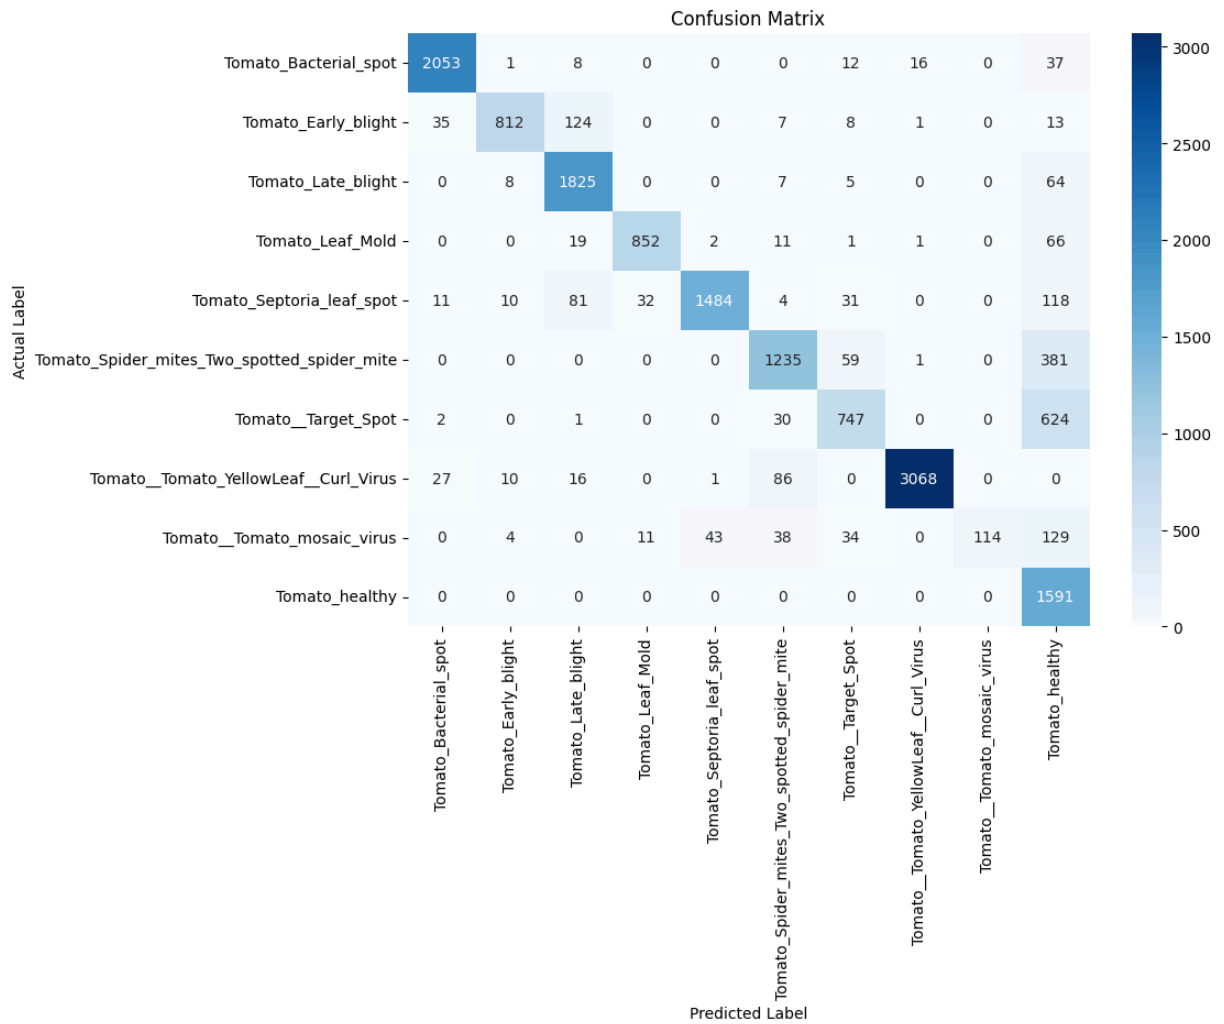 Confusion Matrix
Actual Label
Tomato_Bacterial_spot 2053 1 8 0 0 0 12 16 0 37
Tomato_Early_blight 35 812 124 0 0 7 8 1 0 13
Tomato_Late_blight 0 8 1825 0 0 7 5 0 0 64
Tomato_Leaf_Mold 0 0 19 852 2 11 1 1 0 66
Tomato_Septoria_leaf_spot 11 10 81 32 1484 4 31 0 0 118
Tomato_Spider_mites_Two_spotted_spider_mite 0 0 0 0 0 1235 59 1 0 381
Tomato__Target_Spot 2 0 1 0 0 30 747 0 0 624
Tomato__Tomato_YellowLeaf__Curl_Virus 27 10 16 0 1 86 0 3068 0 0
Tomato__Tomato_mosaic_virus 0 4 0 11 43 38 34 0 114 129
Tomato_healthy 0 0 0 0 0 0 0 0 0 1591
Tomato_Bacterial_spot
Tomato_Early_blight
Tomato_Late_blight
Tomato_Leaf_Mold
Tomato_Septoria_leaf_spot
Tomato_Spider_mites_Two_spotted_spider_mite
Tomato__Target_Spot
Tomato__Tomato_YellowLeaf__Curl_Virus
Tomato__Tomato_mosaic_virus
Tomato_healthy
Predicted Label
3000
2500
2000
1500
1000
500
0